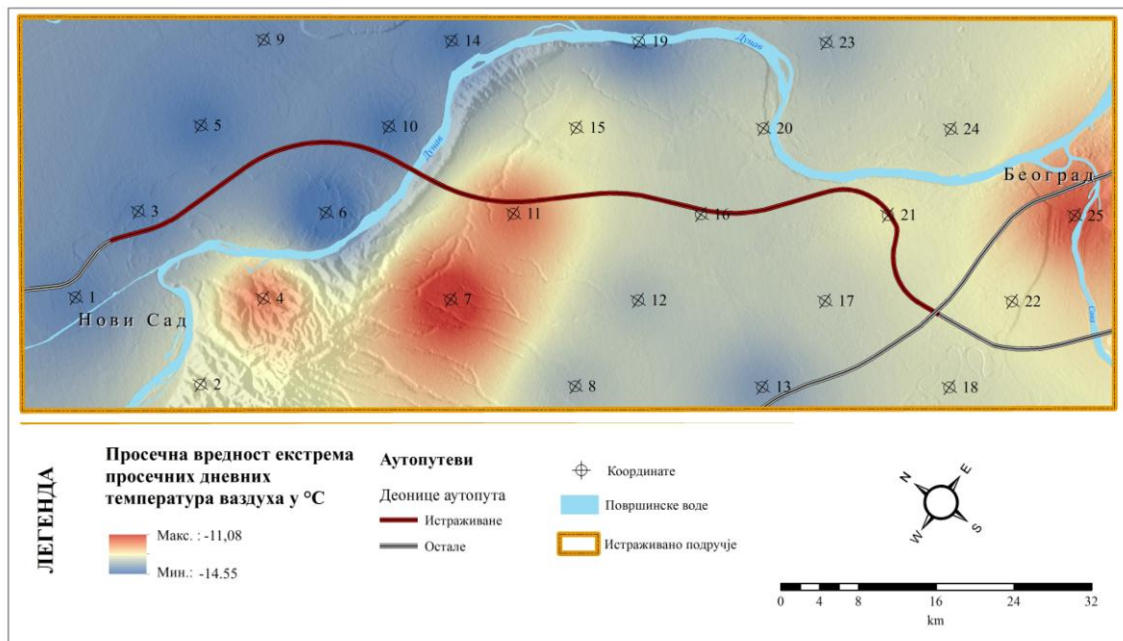 9
14
19
23
Дунав
Дунав
5
10
15
20
24
Дунав
Београд
3
6
11
16
21
25
1
4
7
12
17
22
Нови Сад
Сава
2
8
13
18
ЛЕГЕНДА
Просечна вредност екстрема
просечних дневних
температура ваздуха у °C
Макс. : -11,08
Мин.: -14.55
Аутопутеви
Деонице аутопута
Истраживане
Остале
Координате
Површинске воде
Истраживано подручје
N
E
W
S
0 2 4 8 16 24 32
km